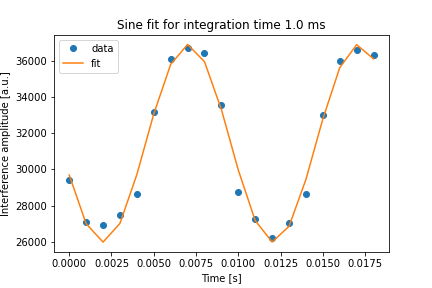 Sine fit for integration time 1.0 ms
data
fit
Interference amplitude [a.u.]
36000
34000
32000
30000
28000
26000
0.0000 0.0025 0.0050 0.0075 0.010 0.0125 0.0150 0.0175
Time [s]